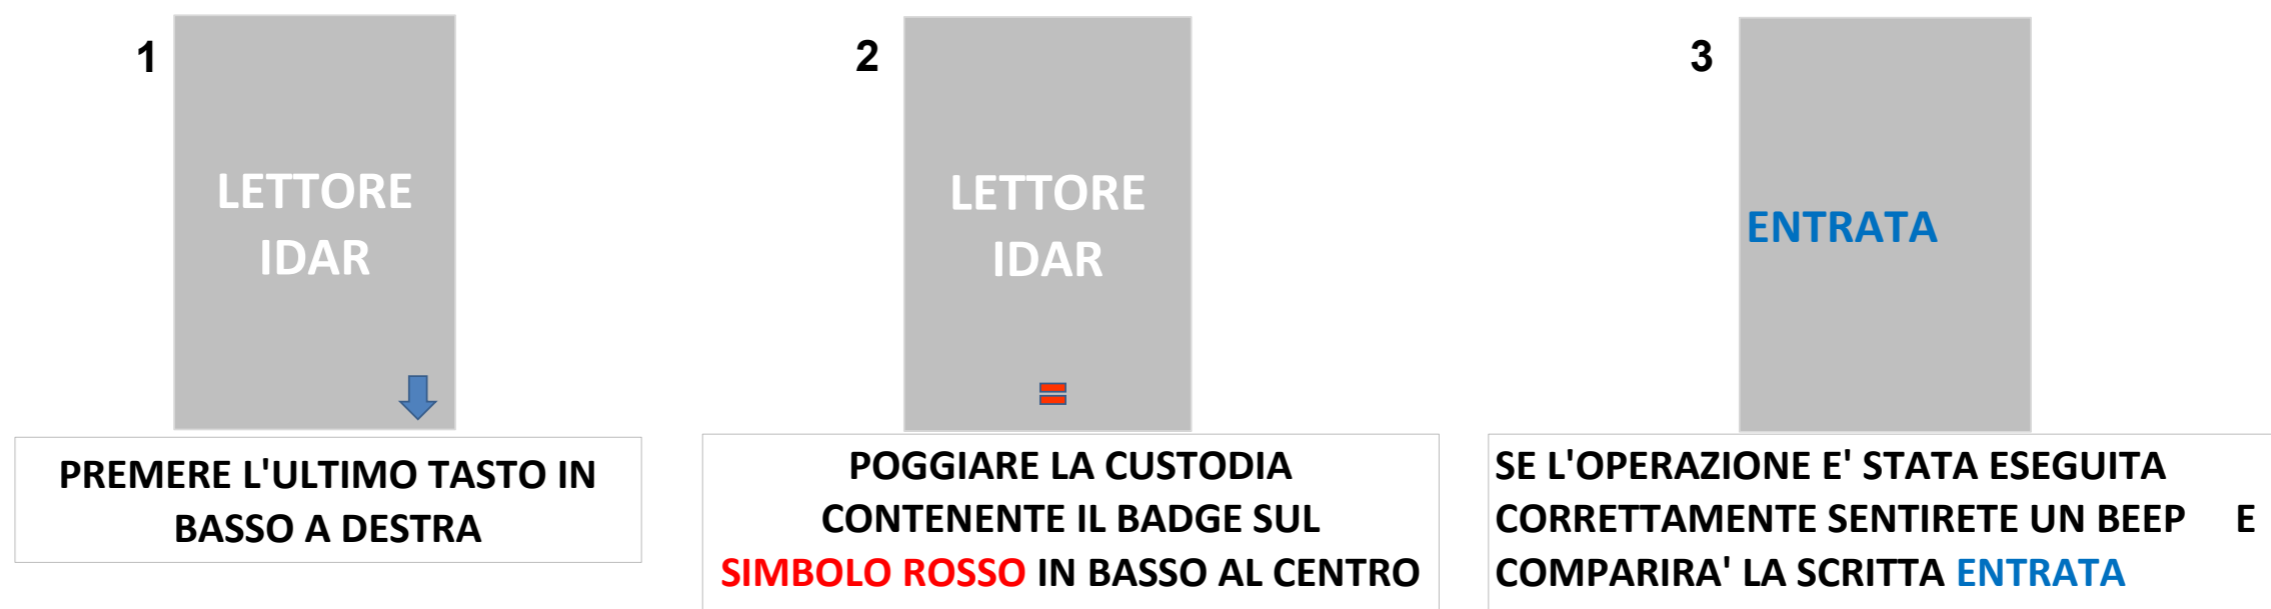 1
LETTORE
IDAR
PREMERE L'ULTIMO TASTO IN
BASSO A DESTRA
2
LETTORE
IDAR
POGGIARE LA CUSTODIA
CONTENENTE IL BADGE SUL
SIMBOLO ROSSO IN BASSO AL CENTRO
3
ENTRATA
SE L'OPERAZIONE E' STATA ESEGUITA
CORRETTAMENTE SENTIRETE UN BEEP E
COMPARIRA' LA SCRITTA ENTRATA